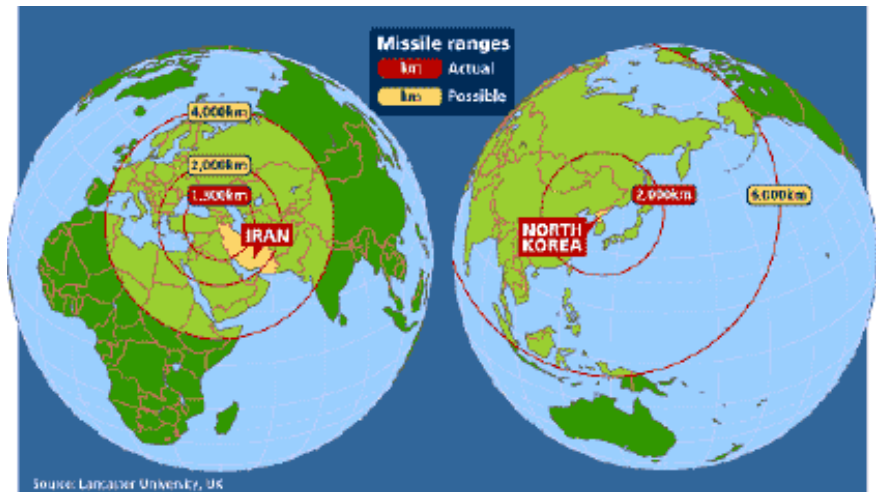 Missile ranges
km Actual
km Possible
4,000km
2,000km
1,300km
IRAN
2,000km
6,000km
NORTH
KOREA
Source: Lancaster University, UK